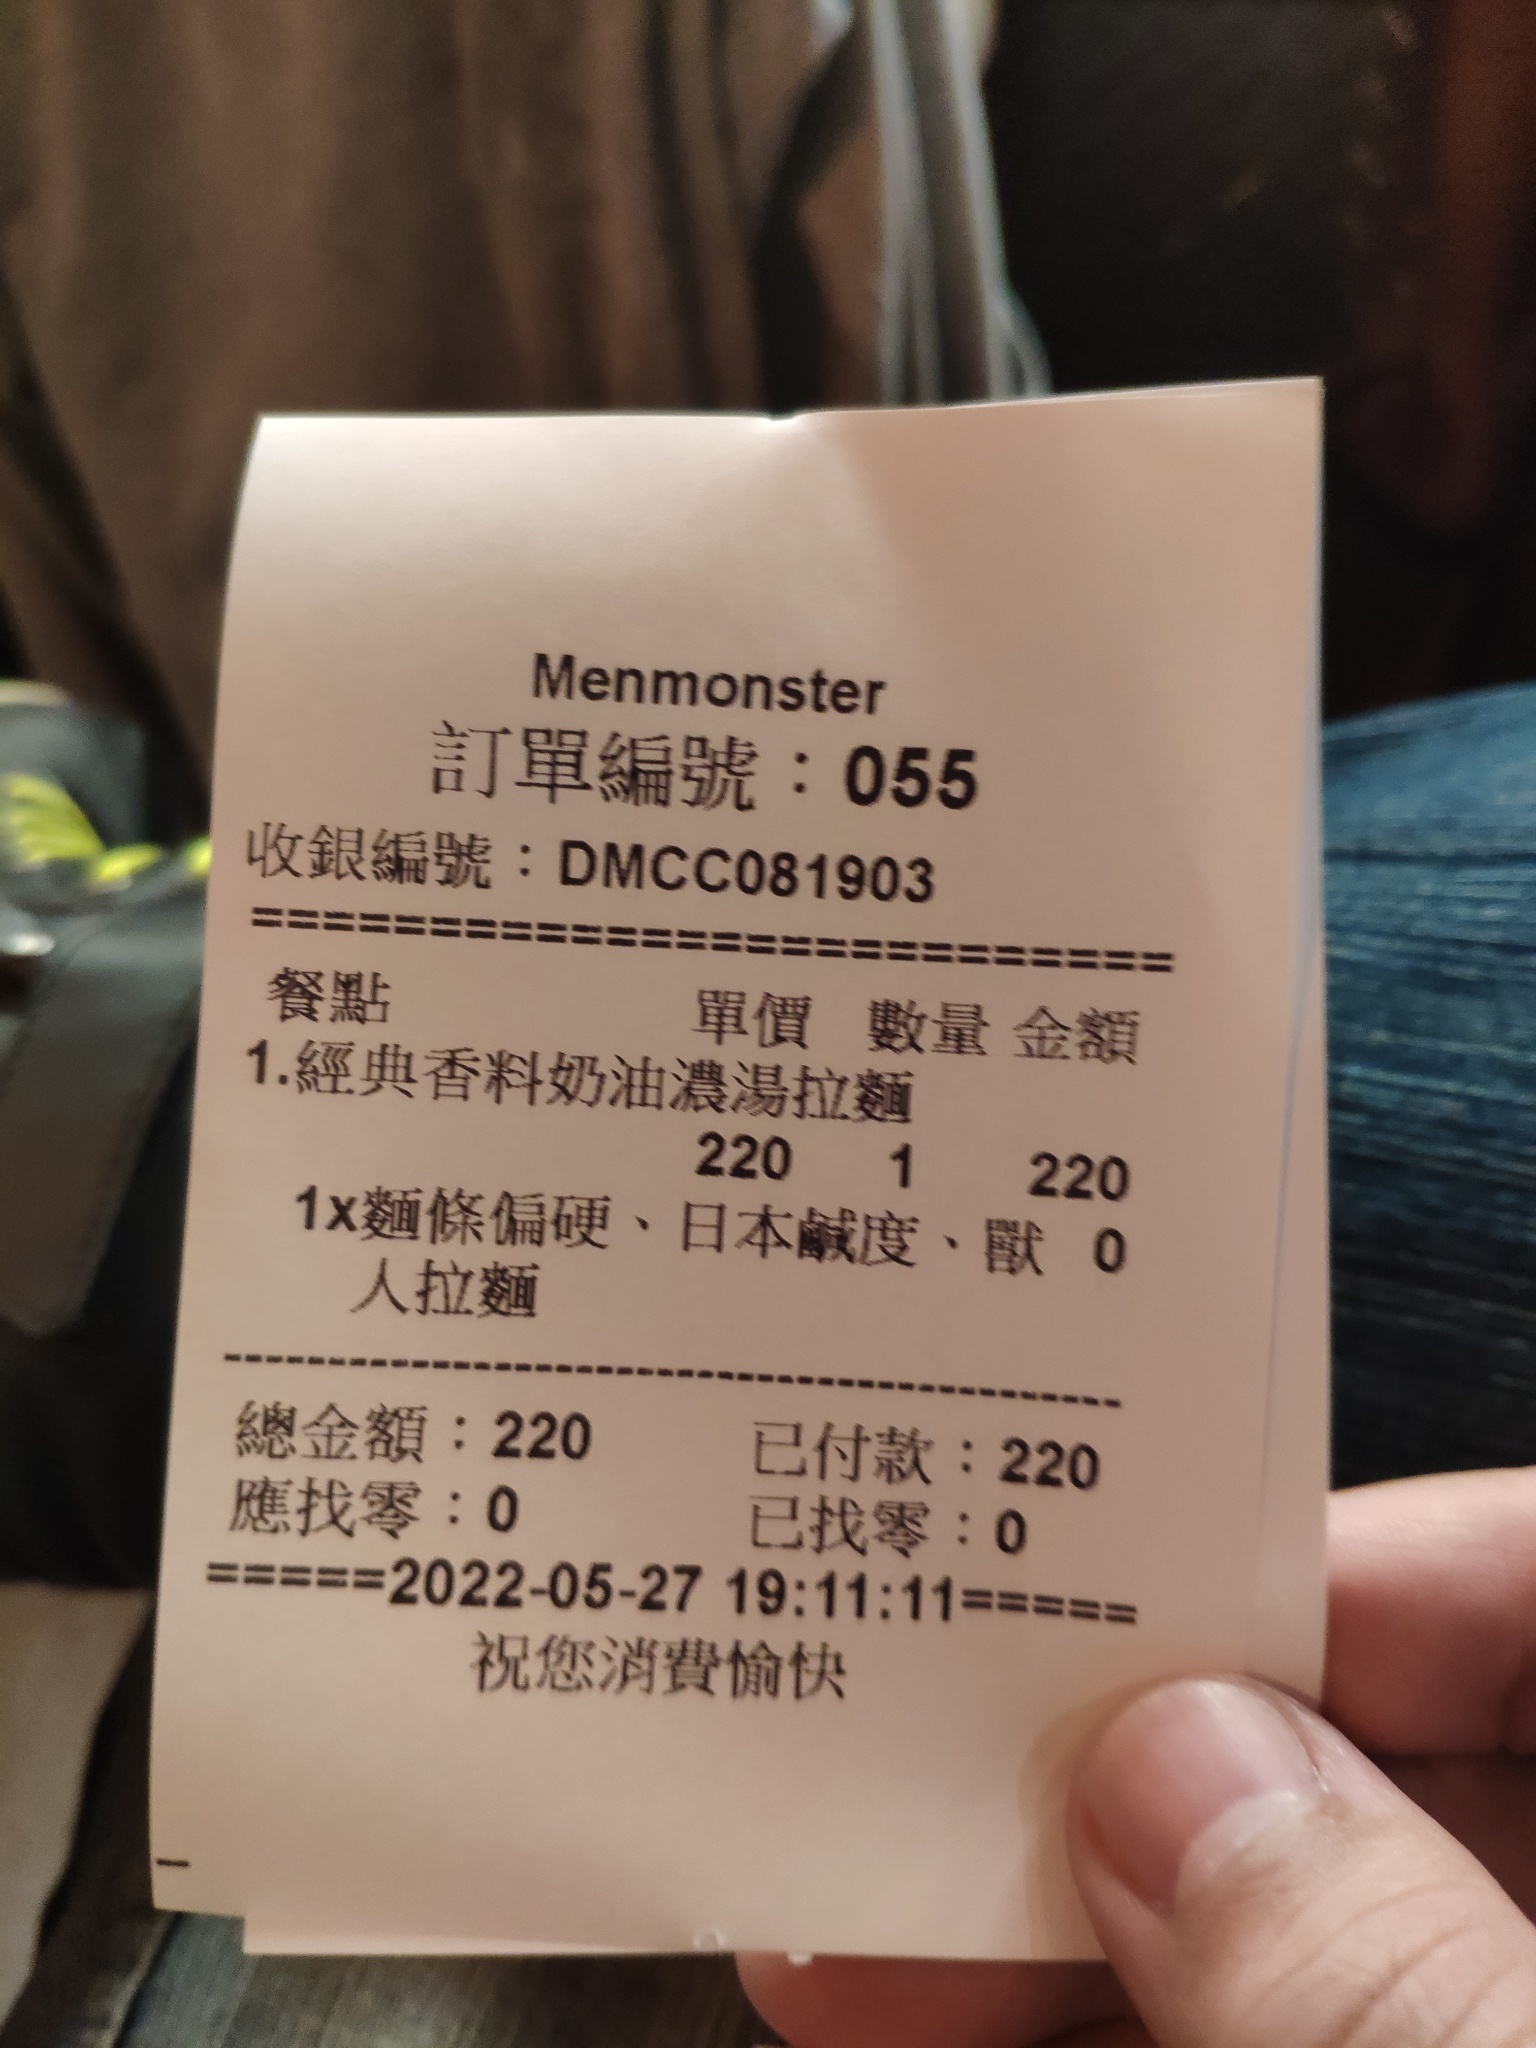 Menmonster
訂單編號：055
收銀編號：DMCC081903
==========================
餐點 單價 數量 金額
1.經典香料奶油濃湯拉麵
220 1 220
1x麵條偏硬、日本鹹度、獸 0
人拉麵
------------------------------------------------
總金額：220 已付款：220
應找零：0 已找零：0
=====2022-05-27 19:11:11=====
祝您消費愉快